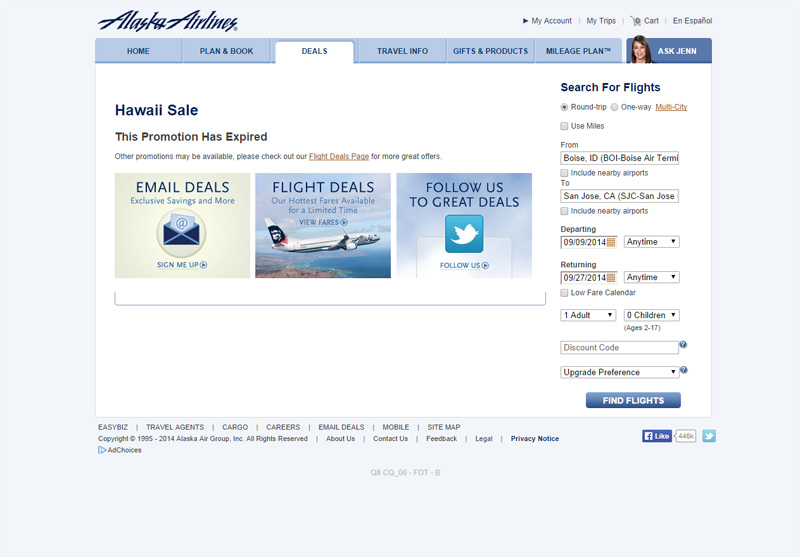 Alaska Airlines®
My Account | My Trips | 0 Cart | En Español
HOME
PLAN & BOOK
DEALS
TRAVEL INFO
GIFTS & PRODUCTS
MILEAGE PLAN™
ASK JENN
Hawaii Sale
This Promotion Has Expired
Other promotions may be available, please check out our Flight Deals Page for more great offers.
EMAIL DEALS
Exclusive Savings and More
@
SIGN ME UP
FLIGHT DEALS
Our Hottest Fares Available
for a Limited Time
VIEW FARES
FOLLOW US
TO GREAT DEALS
FOLLOW US
Search For Flights
Round-trip One-way Multi-City
Use Miles
From
Boise, ID (BOI-Boise Air Termi
Include nearby airports
To
San Jose, CA (SJC-San Jose
Include nearby airports
Departing
09/09/2014 Anytime
Returning
09/27/2014 Anytime
Low Fare Calendar
1 Adult 0 Children
(Ages 2-17)
Discount Code ?
Upgrade Preference ?
FIND FLIGHTS
EASYBIZ | TRAVEL AGENTS | CARGO | CAREERS | EMAIL DEALS | MOBILE | SITE MAP
Copyright © 1995 - 2014 Alaska Air Group, Inc. All Rights Reserved | About Us | Contact Us | Feedback | Legal | Privacy Notice
AdChoices
Like 446k
Q8 CQ_06 - FDT - B